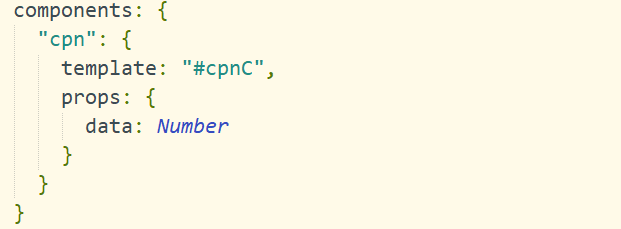 components: {
  "cpn": {
    template: "#cpnC",
    props: {
      data: Number
    }
  }
}